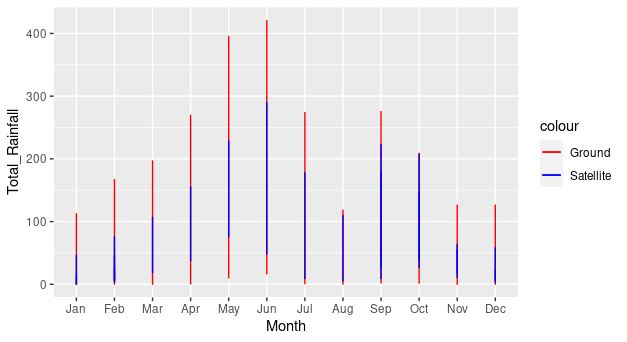 400
300
200
100
0
Total_Rainfall
Jan Feb Mar Apr May Jun Jul Aug Sep Oct Nov Dec
Month
colour
Ground
Satellite